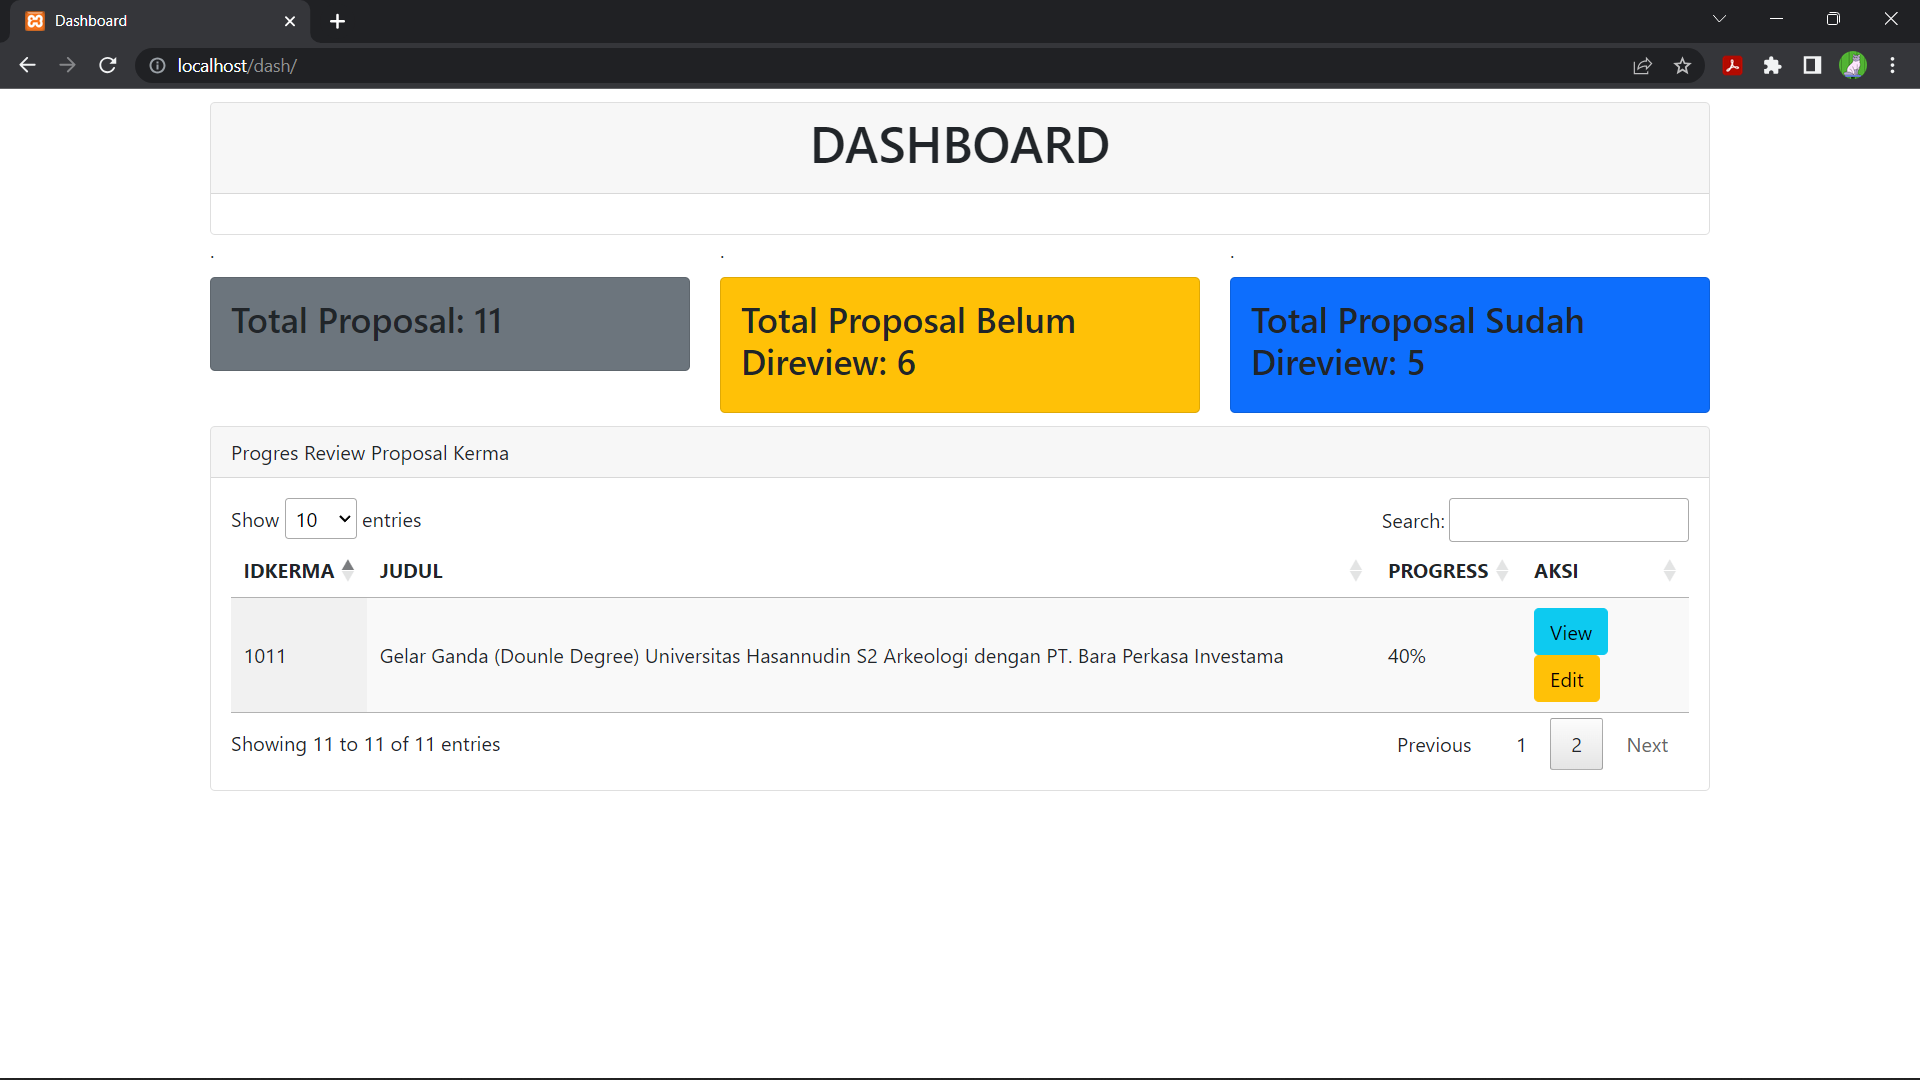 Dashboard
localhost/dash/
DASHBOARD
. . .
Total Proposal: 11
Total Proposal Belum
Direview: 6
Total Proposal Sudah
Direview: 5
Progres Review Proposal Kerma
Show 10 entries
Search:
IDKERMA JUDUL PROGRESS AKSI
1011 Gelar Ganda (Dounle Degree) Universitas Hasannudin S2 Arkeologi dengan PT. Bara Perkasa Investama 40% View
Edit
Showing 11 to 11 of 11 entries
Previous 1 2 Next